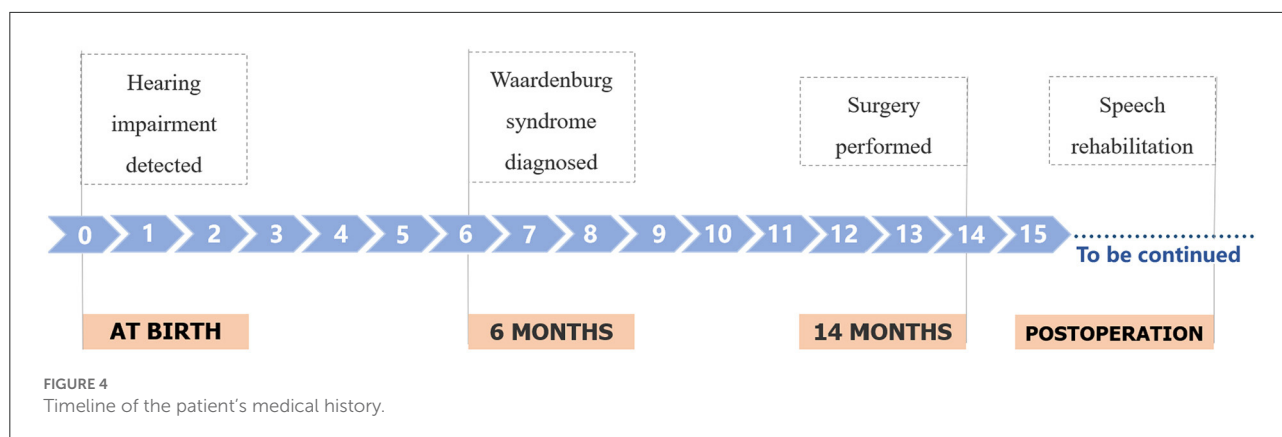 Hearing
impairment
detected
Waardenburg
syndrome
diagnosed
Surgery
performed
Speech
rehabilitation
0 1 2 3 4 5 6 7 8 9 10 11 12 13 14 15
To be continued
AT BIRTH
6 MONTHS
14 MONTHS
POSTOPERATION
FIGURE 4
Timeline of the patient's medical history.